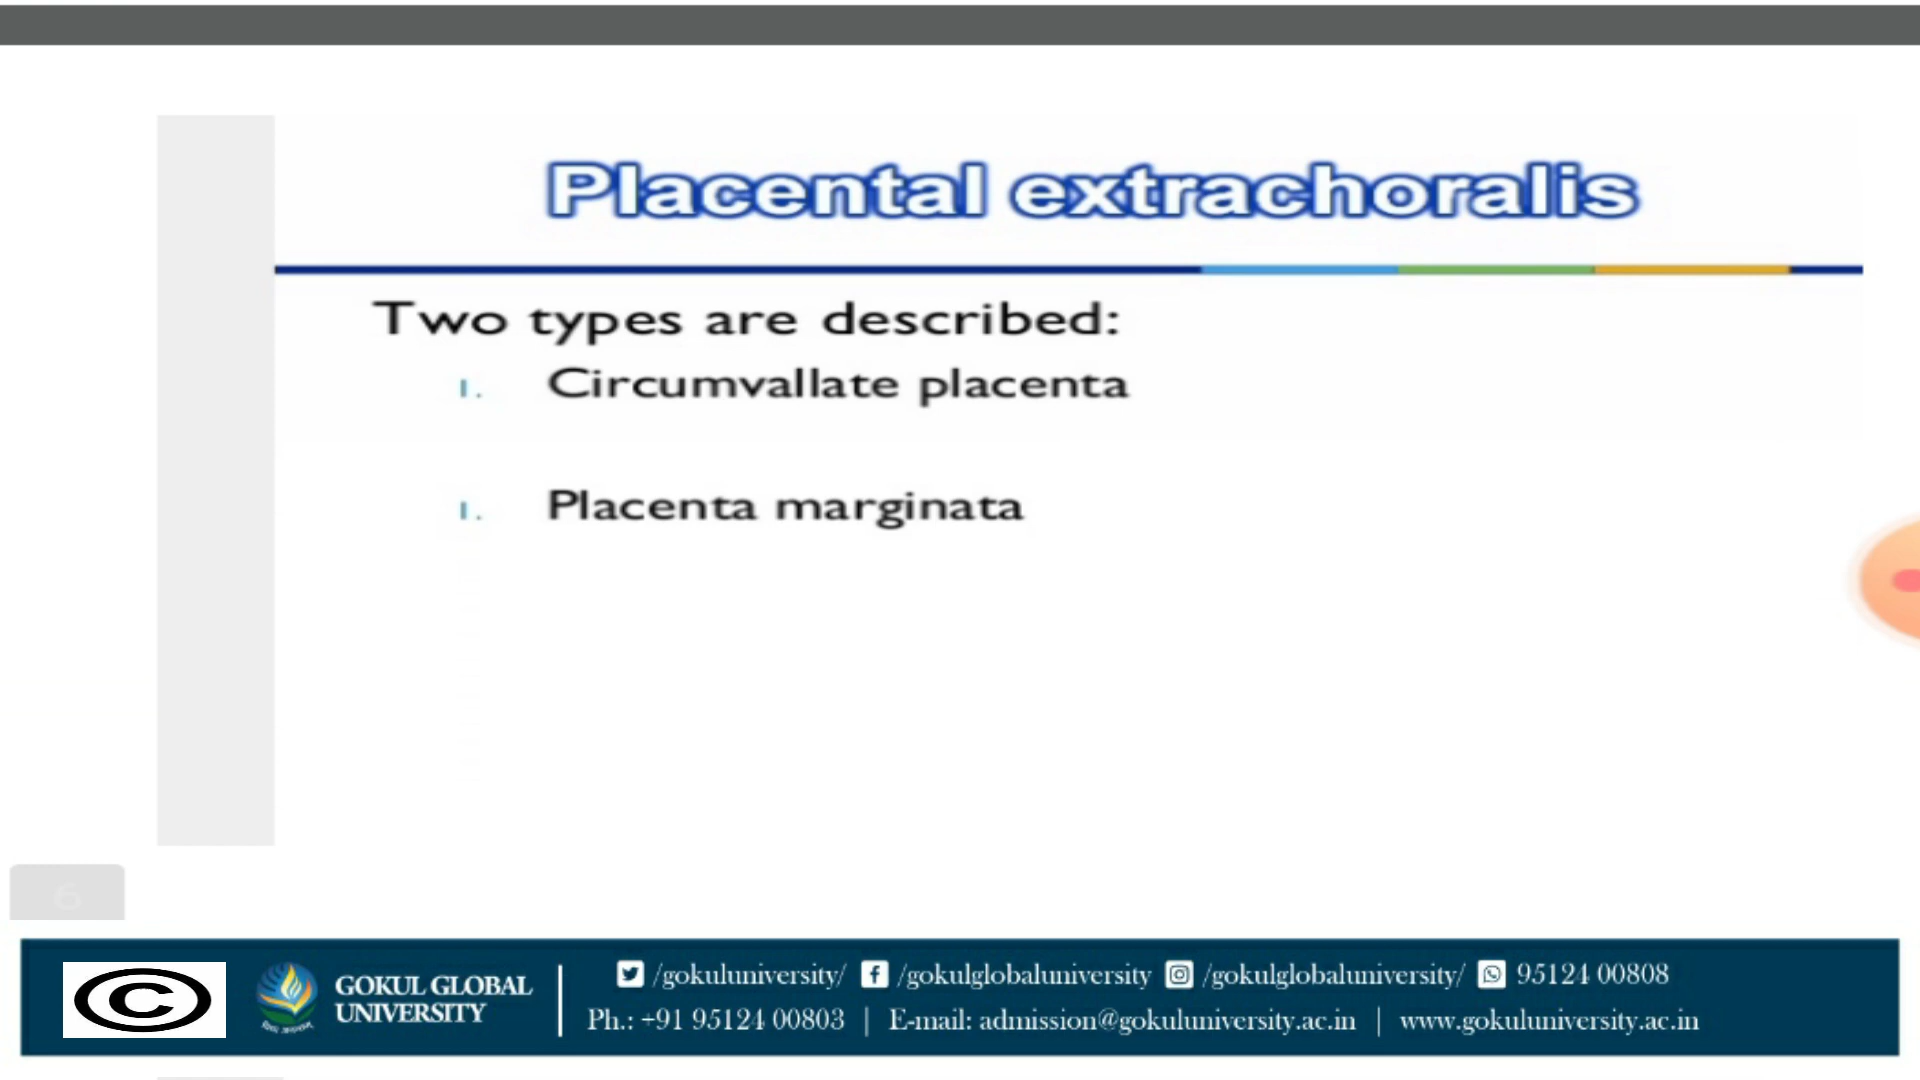 Placental extrachoralis
Two types are described:
1. Circumvallate placenta
1. Placenta marginata
6
©
GOKUL GLOBAL
UNIVERSITY
/gokuluniversity/ /gokulglobaluniversity /gokulglobaluniversity/ 95124 00808
Ph.: +91 95124 00803 | E-mail: admission@gokuluniversity.ac.in | www.gokuluniversity.ac.in